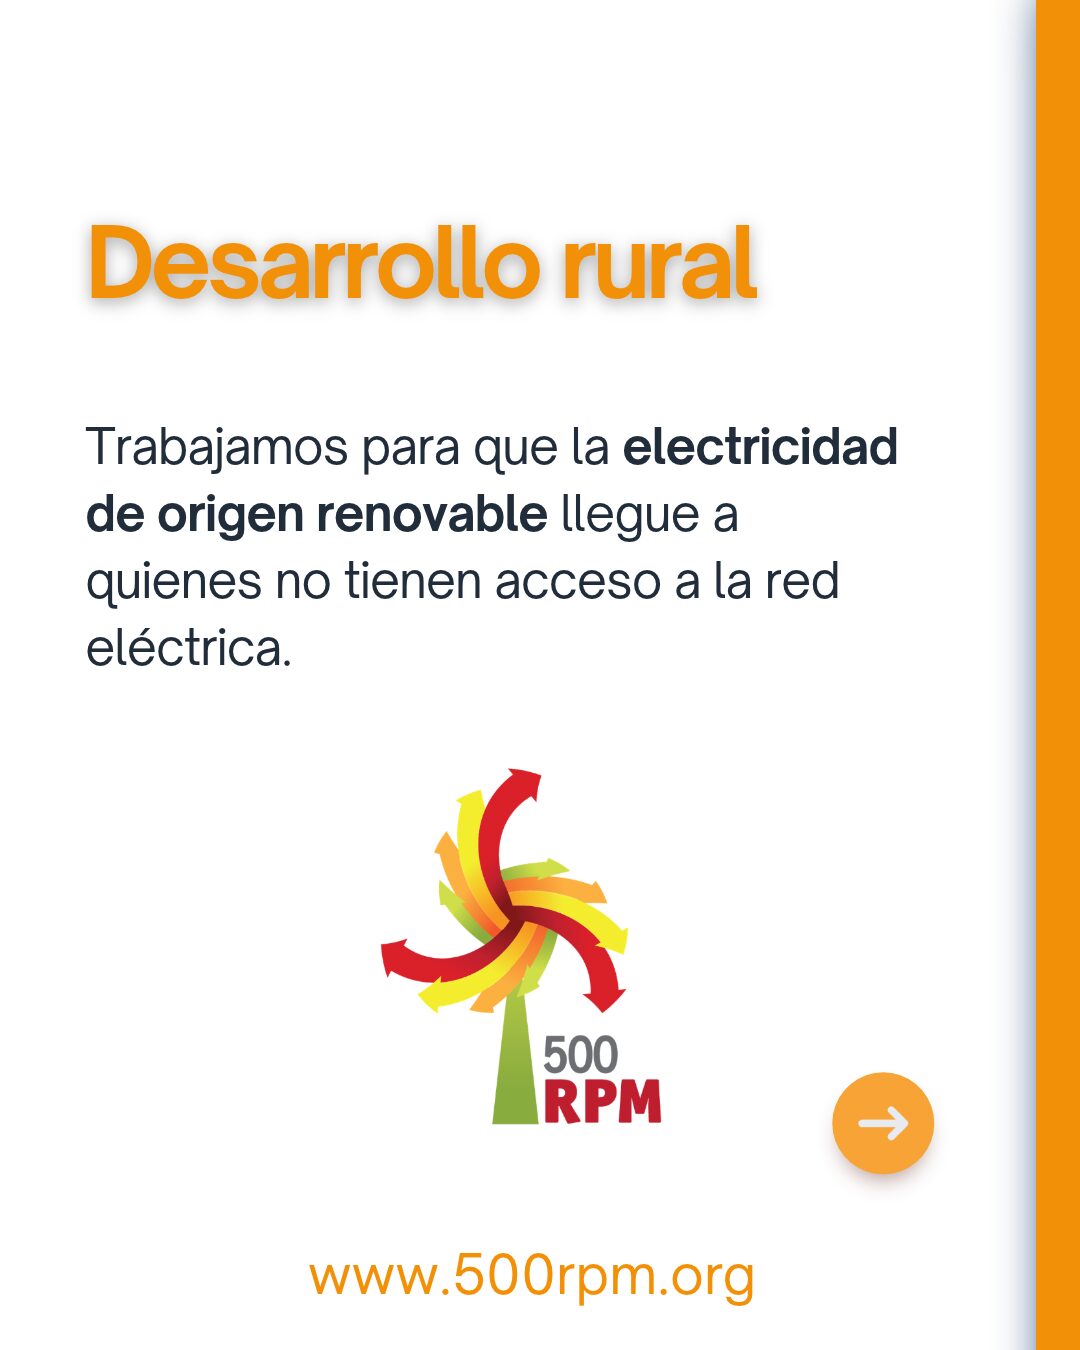 Desarrollo rural
Trabajamos para que la electricidad
de origen renovable llegue a
quienes no tienen acceso a la red
eléctrica.
500
RPM
www.500rpm.org